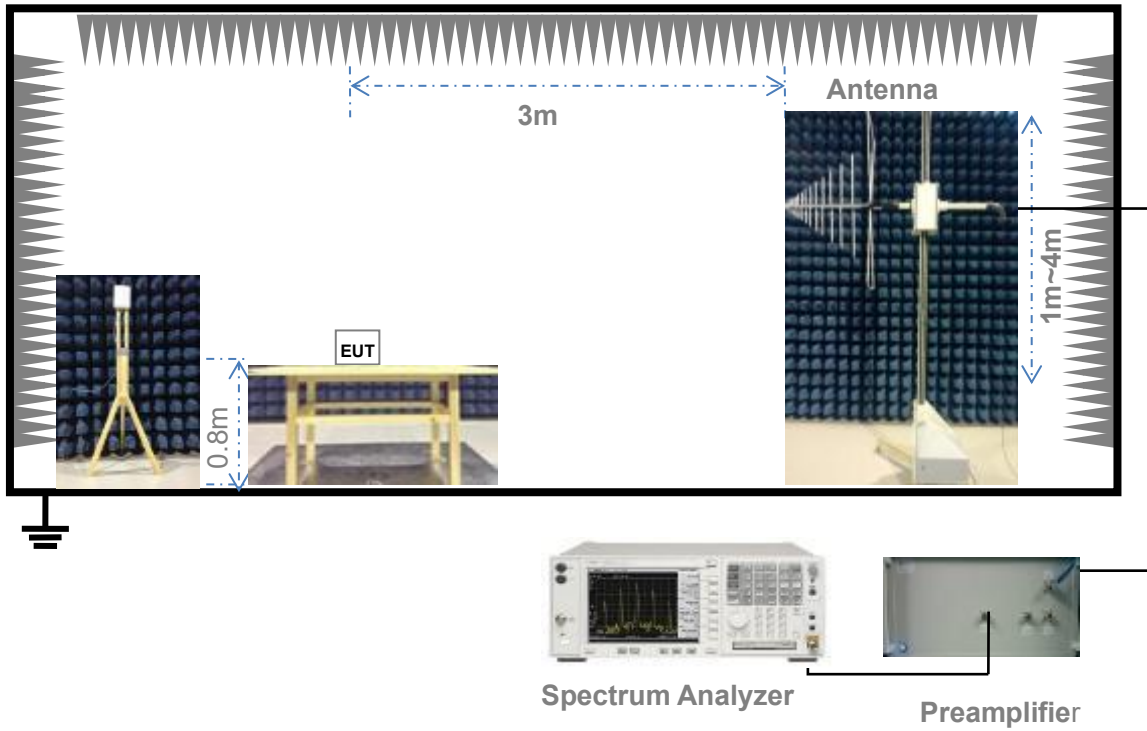 3m
Antenna
1m~4m
EUT
0.8m
Spectrum Analyzer
Preamplifier